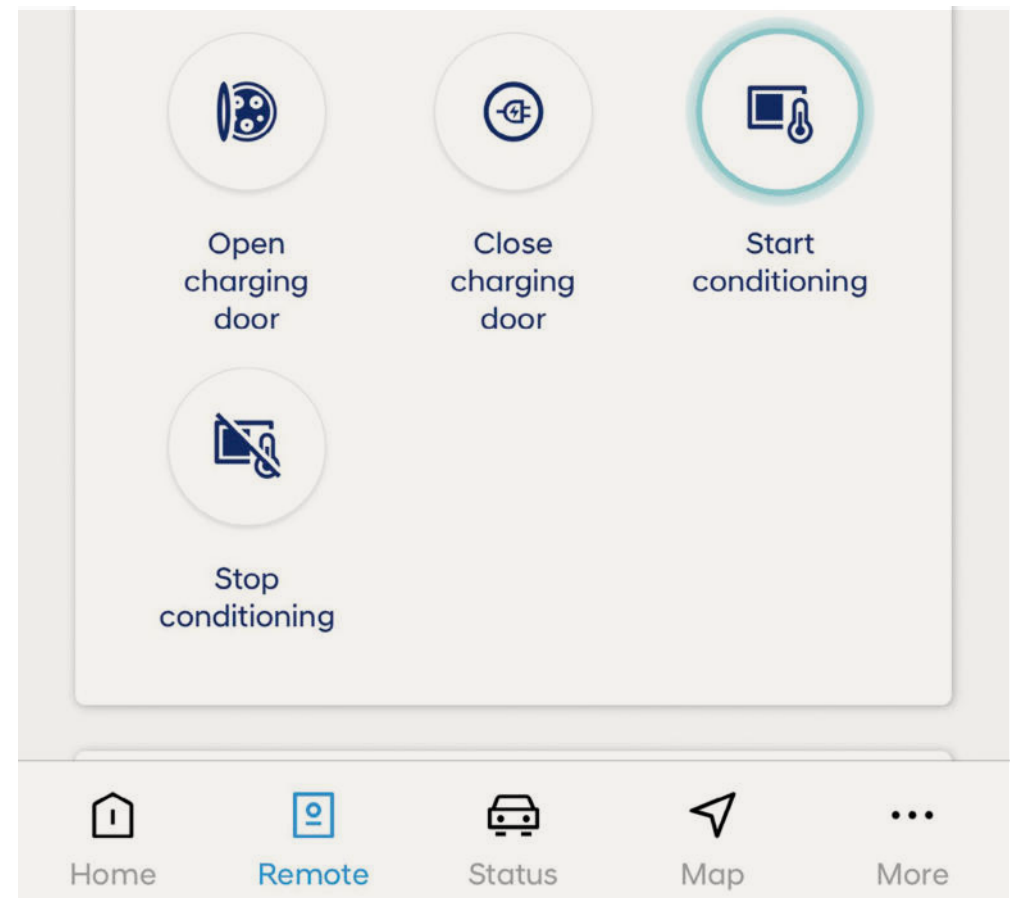 Open
charging
door
Close
charging
door
Start
conditioning
Stop
conditioning
Home
Remote
Status
Map
More